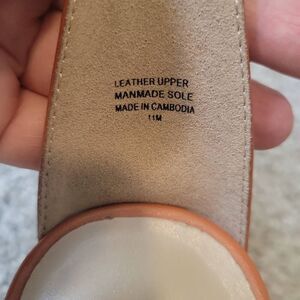 LEATHER UPPER
MANMADE SOLE
MADE IN CAMBODIA
11M